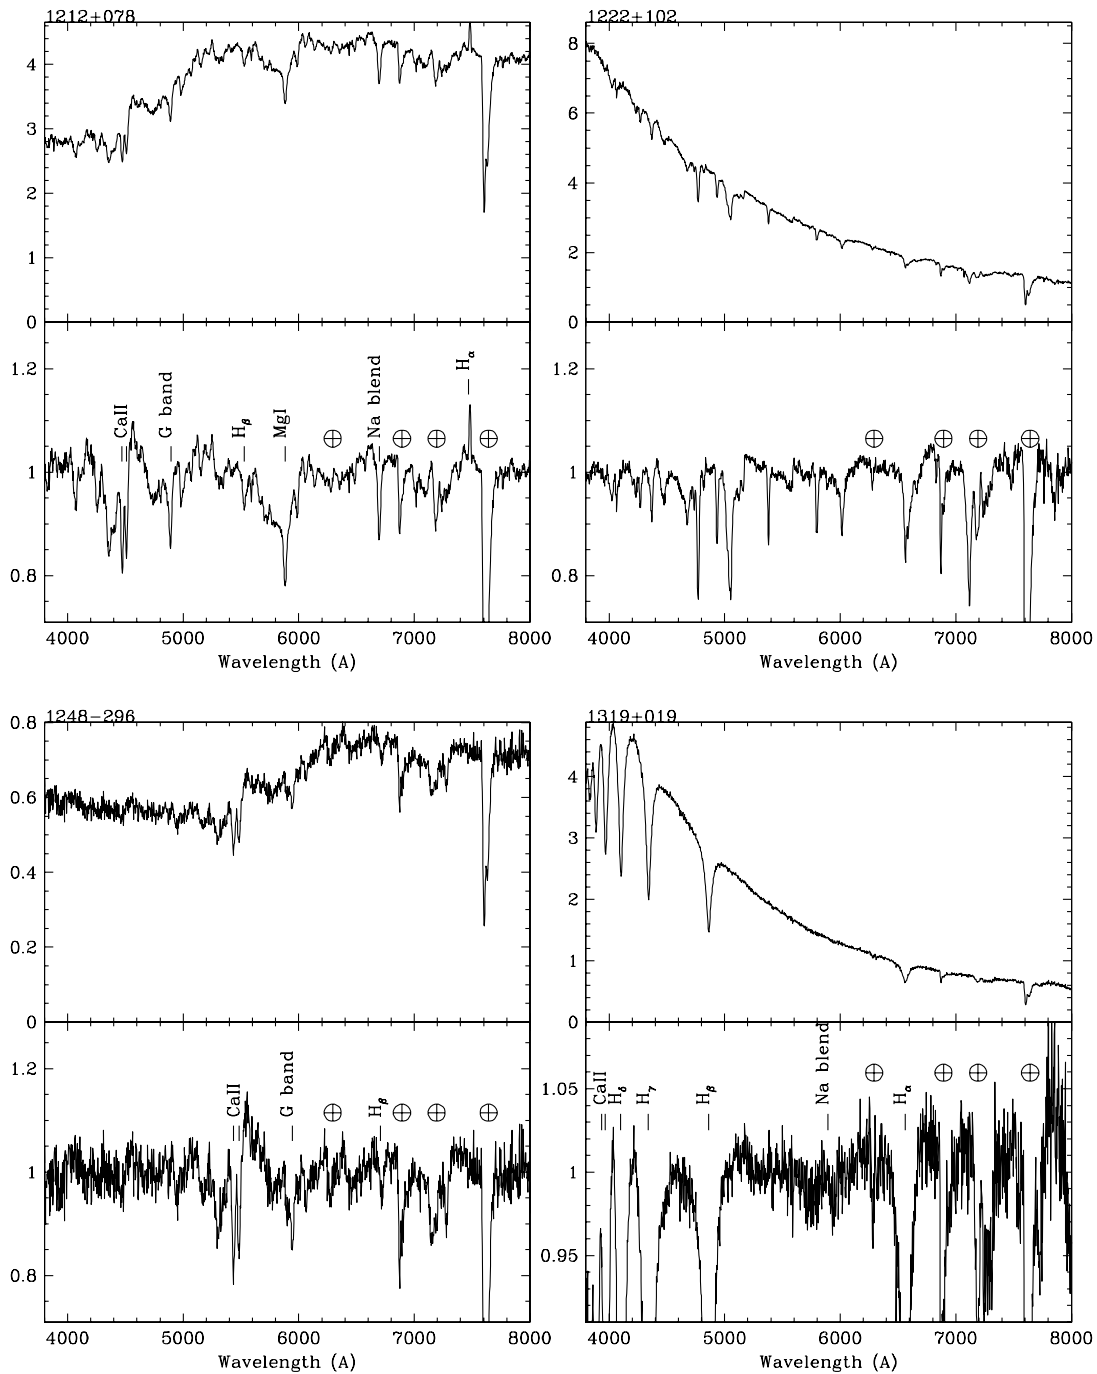 1212+078
4
3
2
1
0
1.2
1
0.8
CaII
G band
Hβ
MgI
Na blend
Hα
4000 5000 6000 7000 8000
Wavelength (A)
1222+102
8
6
4
2
0
1.2
1
0.8
4000 5000 6000 7000 8000
Wavelength (A)
1248−296
0.8
0.6
0.4
0.2
0
1.2
1
0.8
CaII
G band
Hβ
4000 5000 6000 7000 8000
Wavelength (A)
1319+019
4
3
2
1
0
1.05
1
0.95
CaII
Hδ
Hγ
Hβ
Na blend
Hα
4000 5000 6000 7000 8000
Wavelength (A)